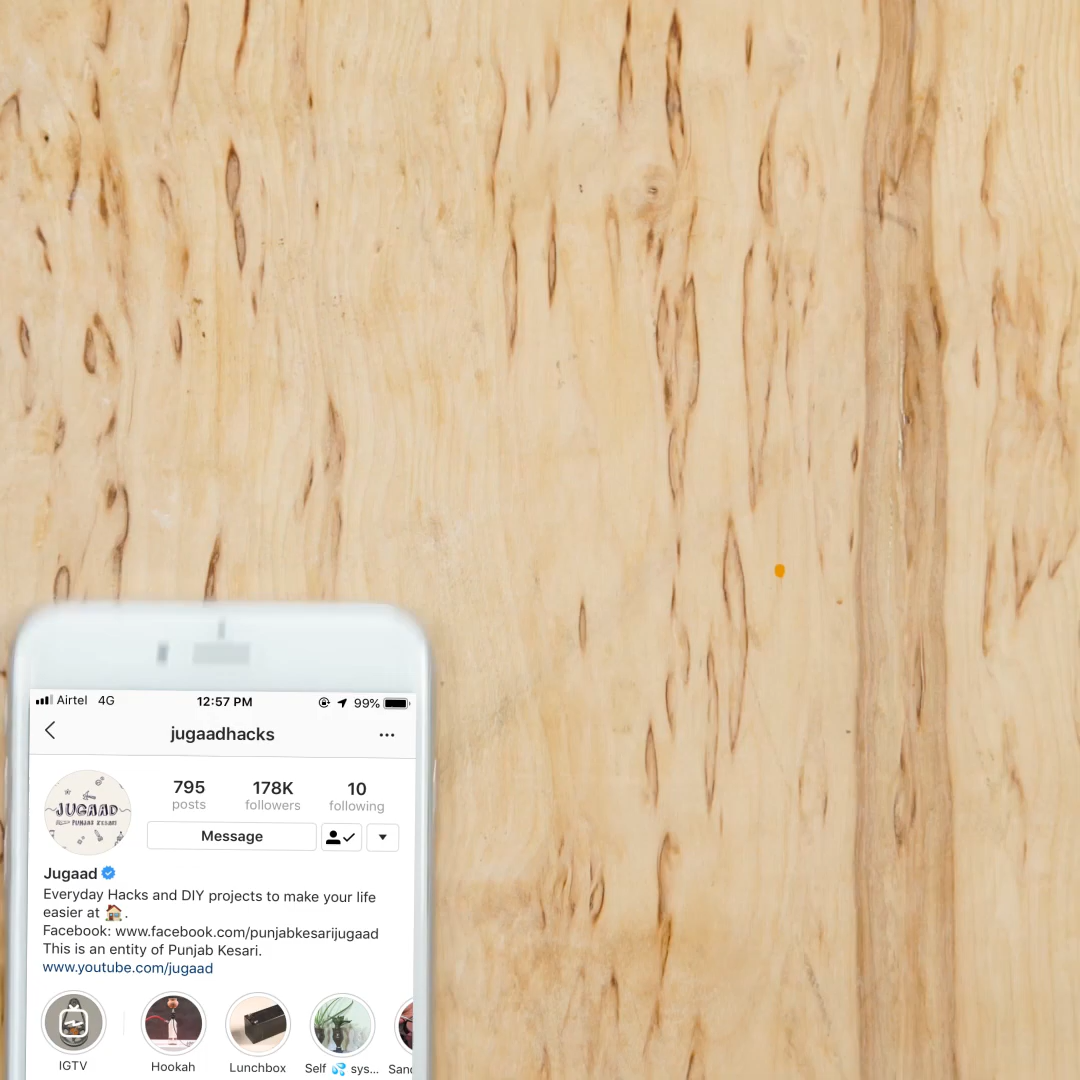 Airtel 4G 12:57 PM 99%
jugaadhacks
795 178K 10
posts followers following
JUGAAD
Message
Jugaad
Everyday Hacks and DIY projects to make your life
easier at 🏠.
Facebook: www.facebook.com/punjabkesarijugaad
This is an entity of Punjab Kesari.
www.youtube.com/jugaad
IGTV Hookah Lunchbox Self 💦 sys...